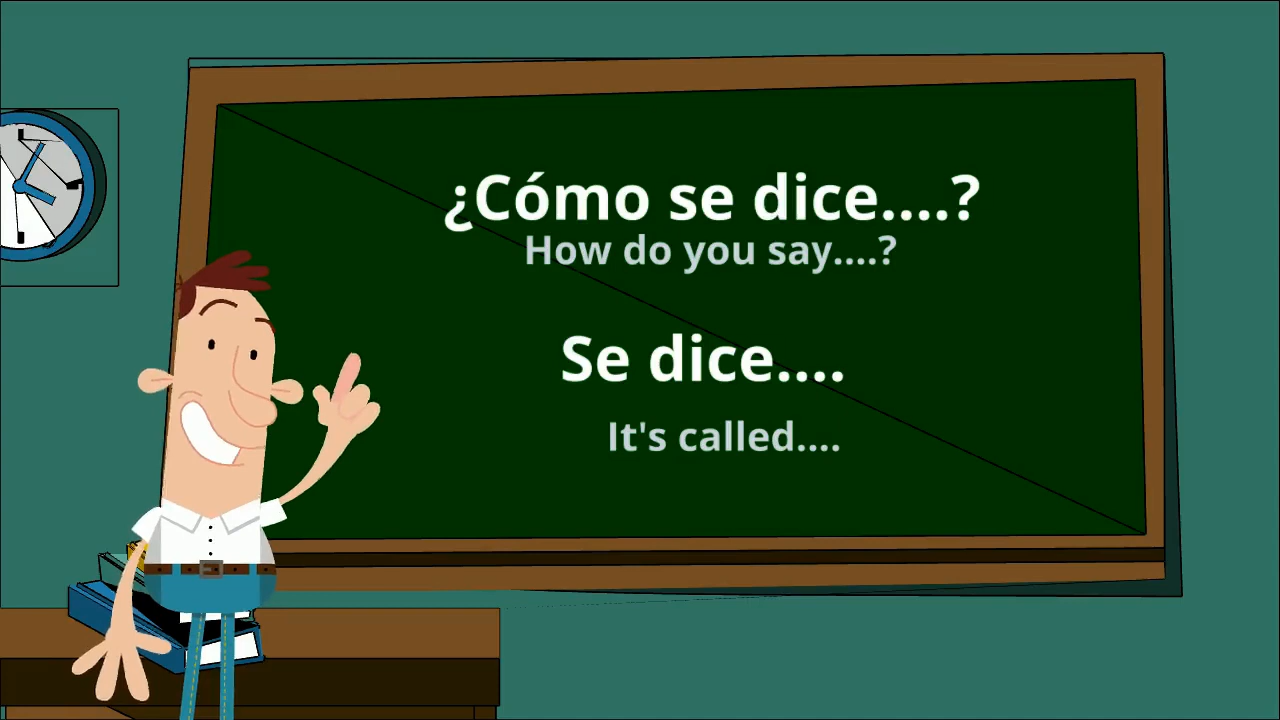 ¿Cómo se dice....?
How do you say....?
Se dice....
It's called....